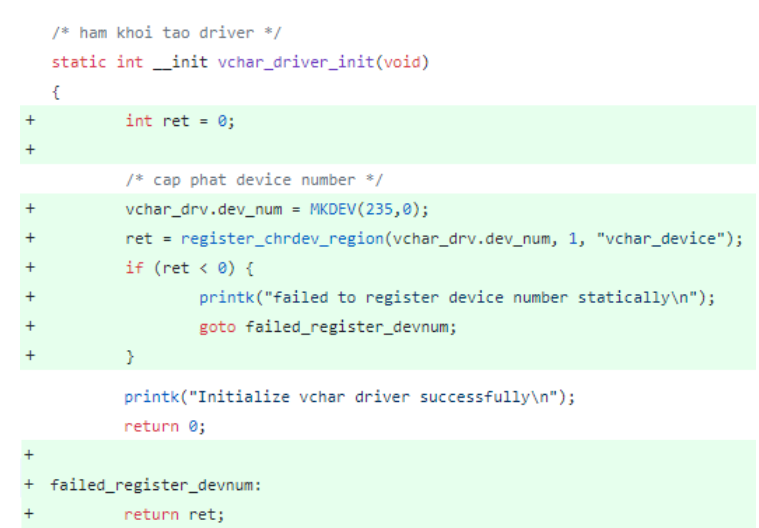 /* ham khoi tao driver */
static int __init vchar_driver_init(void)
{
+ int ret = 0;
+
/* cap phat device number */
+ vchar_drv.dev_num = MKDEV(235,0);
+ ret = register_chrdev_region(vchar_drv.dev_num, 1, "vchar_device");
+ if (ret < 0) {
+ printk("failed to register device number statically\n");
+ goto failed_register_devnum;
+ }
printk("Initialize vchar driver successfully\n");
return 0;
+
+ failed_register_devnum:
+ return ret;